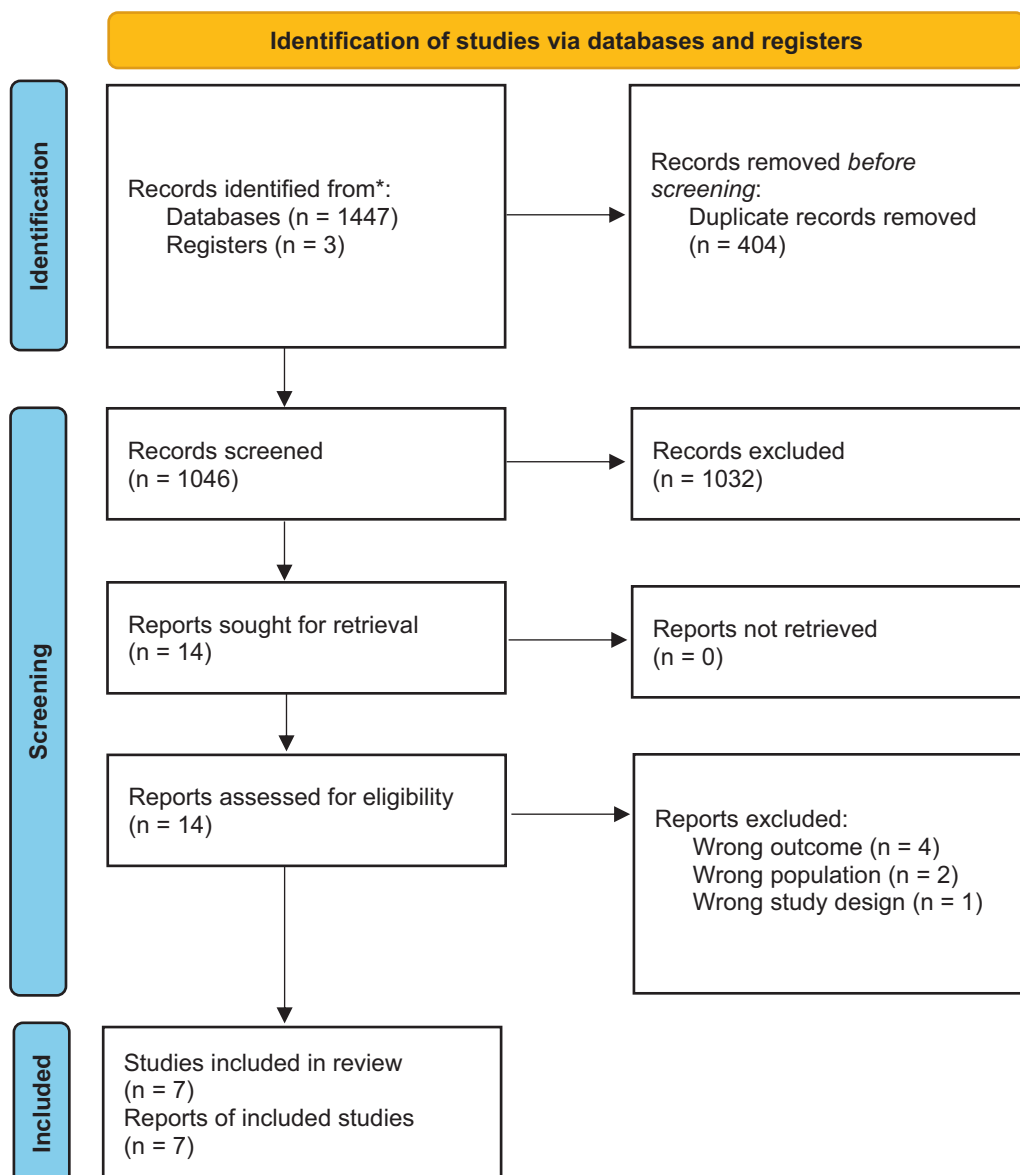 Identification of studies via databases and registers
Identification
Records identified from*:
Databases (n = 1447)
Registers (n = 3)
Records removed before
screening:
Duplicate records removed
(n = 404)
Screening
Records screened
(n = 1046)
Records excluded
(n = 1032)
Reports sought for retrieval
(n = 14)
Reports not retrieved
(n = 0)
Reports assessed for eligibility
(n = 14)
Reports excluded:
Wrong outcome (n = 4)
Wrong population (n = 2)
Wrong study design (n = 1)
Included
Studies included in review
(n = 7)
Reports of included studies
(n = 7)